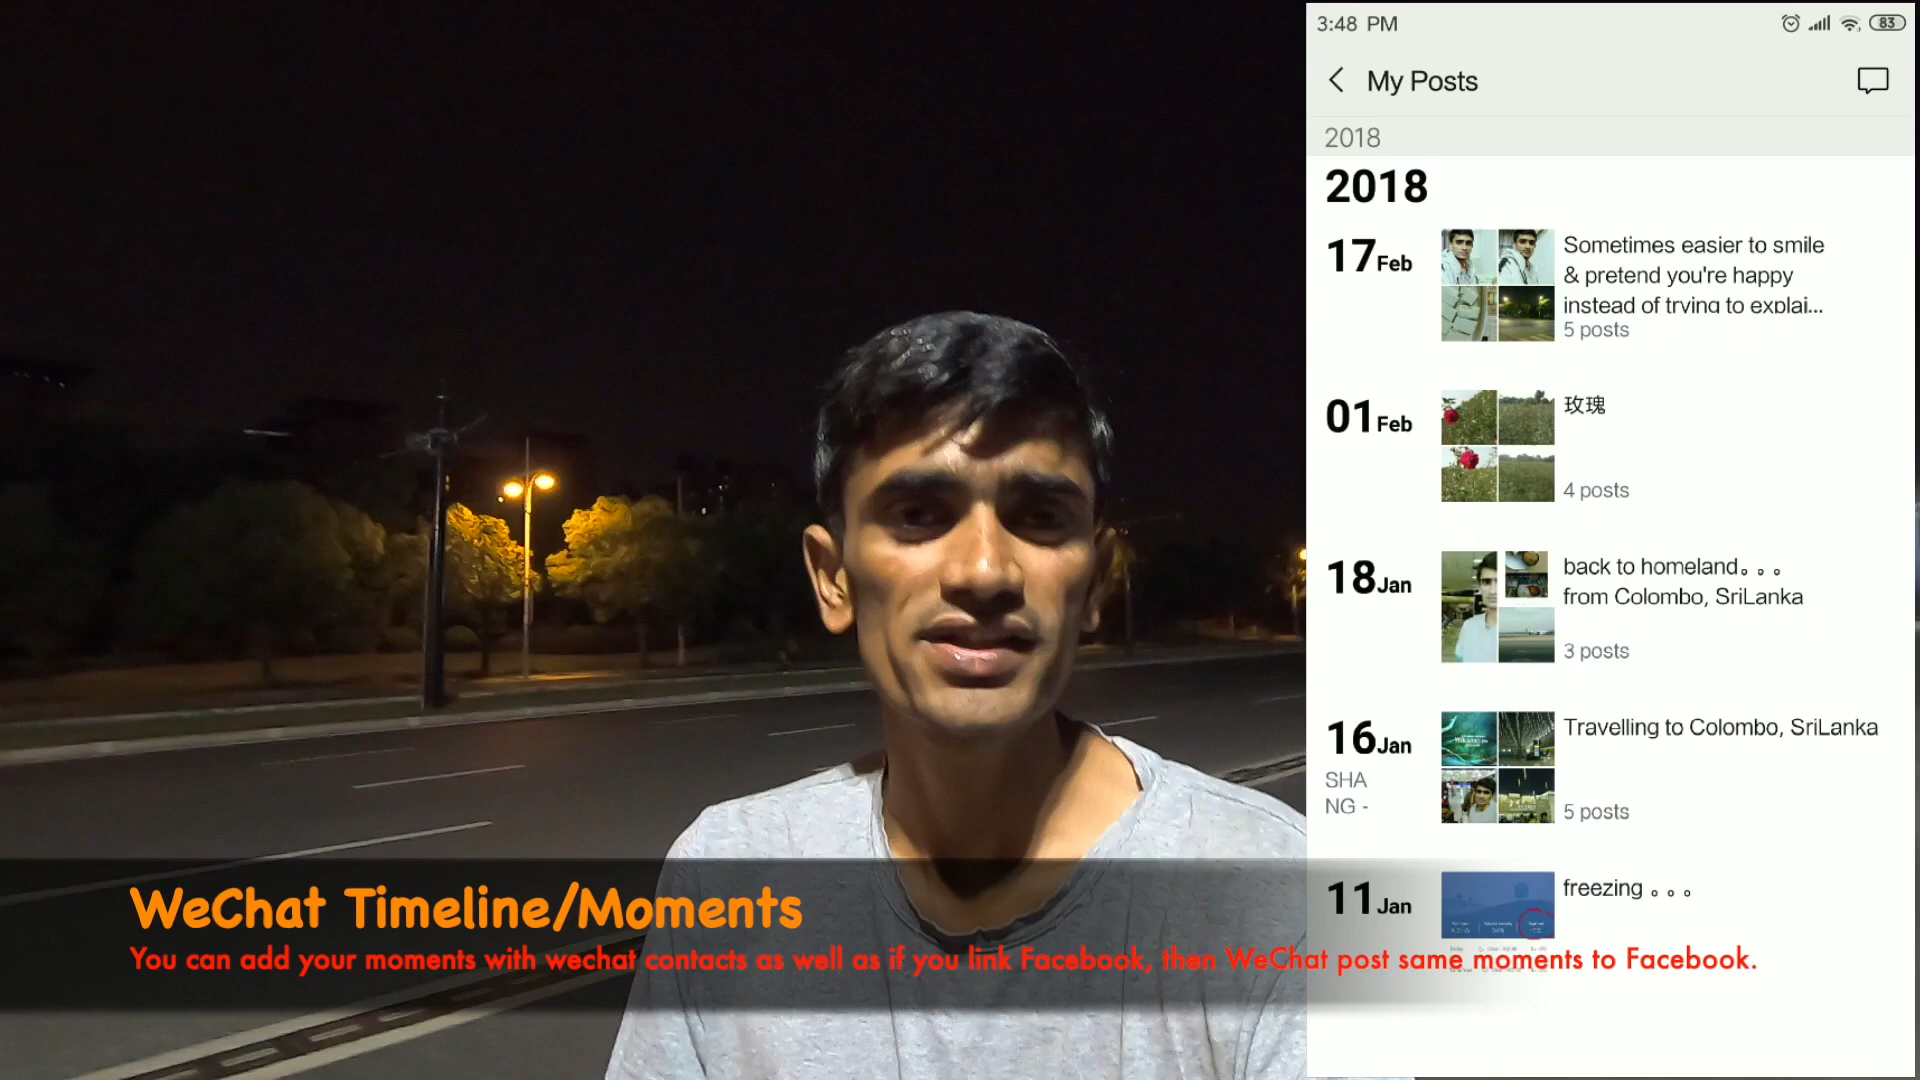 3:48 PM
83
My Posts
2018
2018
17Feb
Sometimes easier to smile
& pretend you're happy
instead of trying to explai...
5 posts
01Feb
玫瑰
4 posts
18Jan
back to homeland。。。
from Colombo, SriLanka
3 posts
16Jan
SHA
NG -
Travelling to Colombo, SriLanka
5 posts
11Jan
freezing 。。。
WeChat Timeline/Moments
You can add your moments with wechat contacts as well as if you link Facebook, then WeChat post same moments to Facebook.